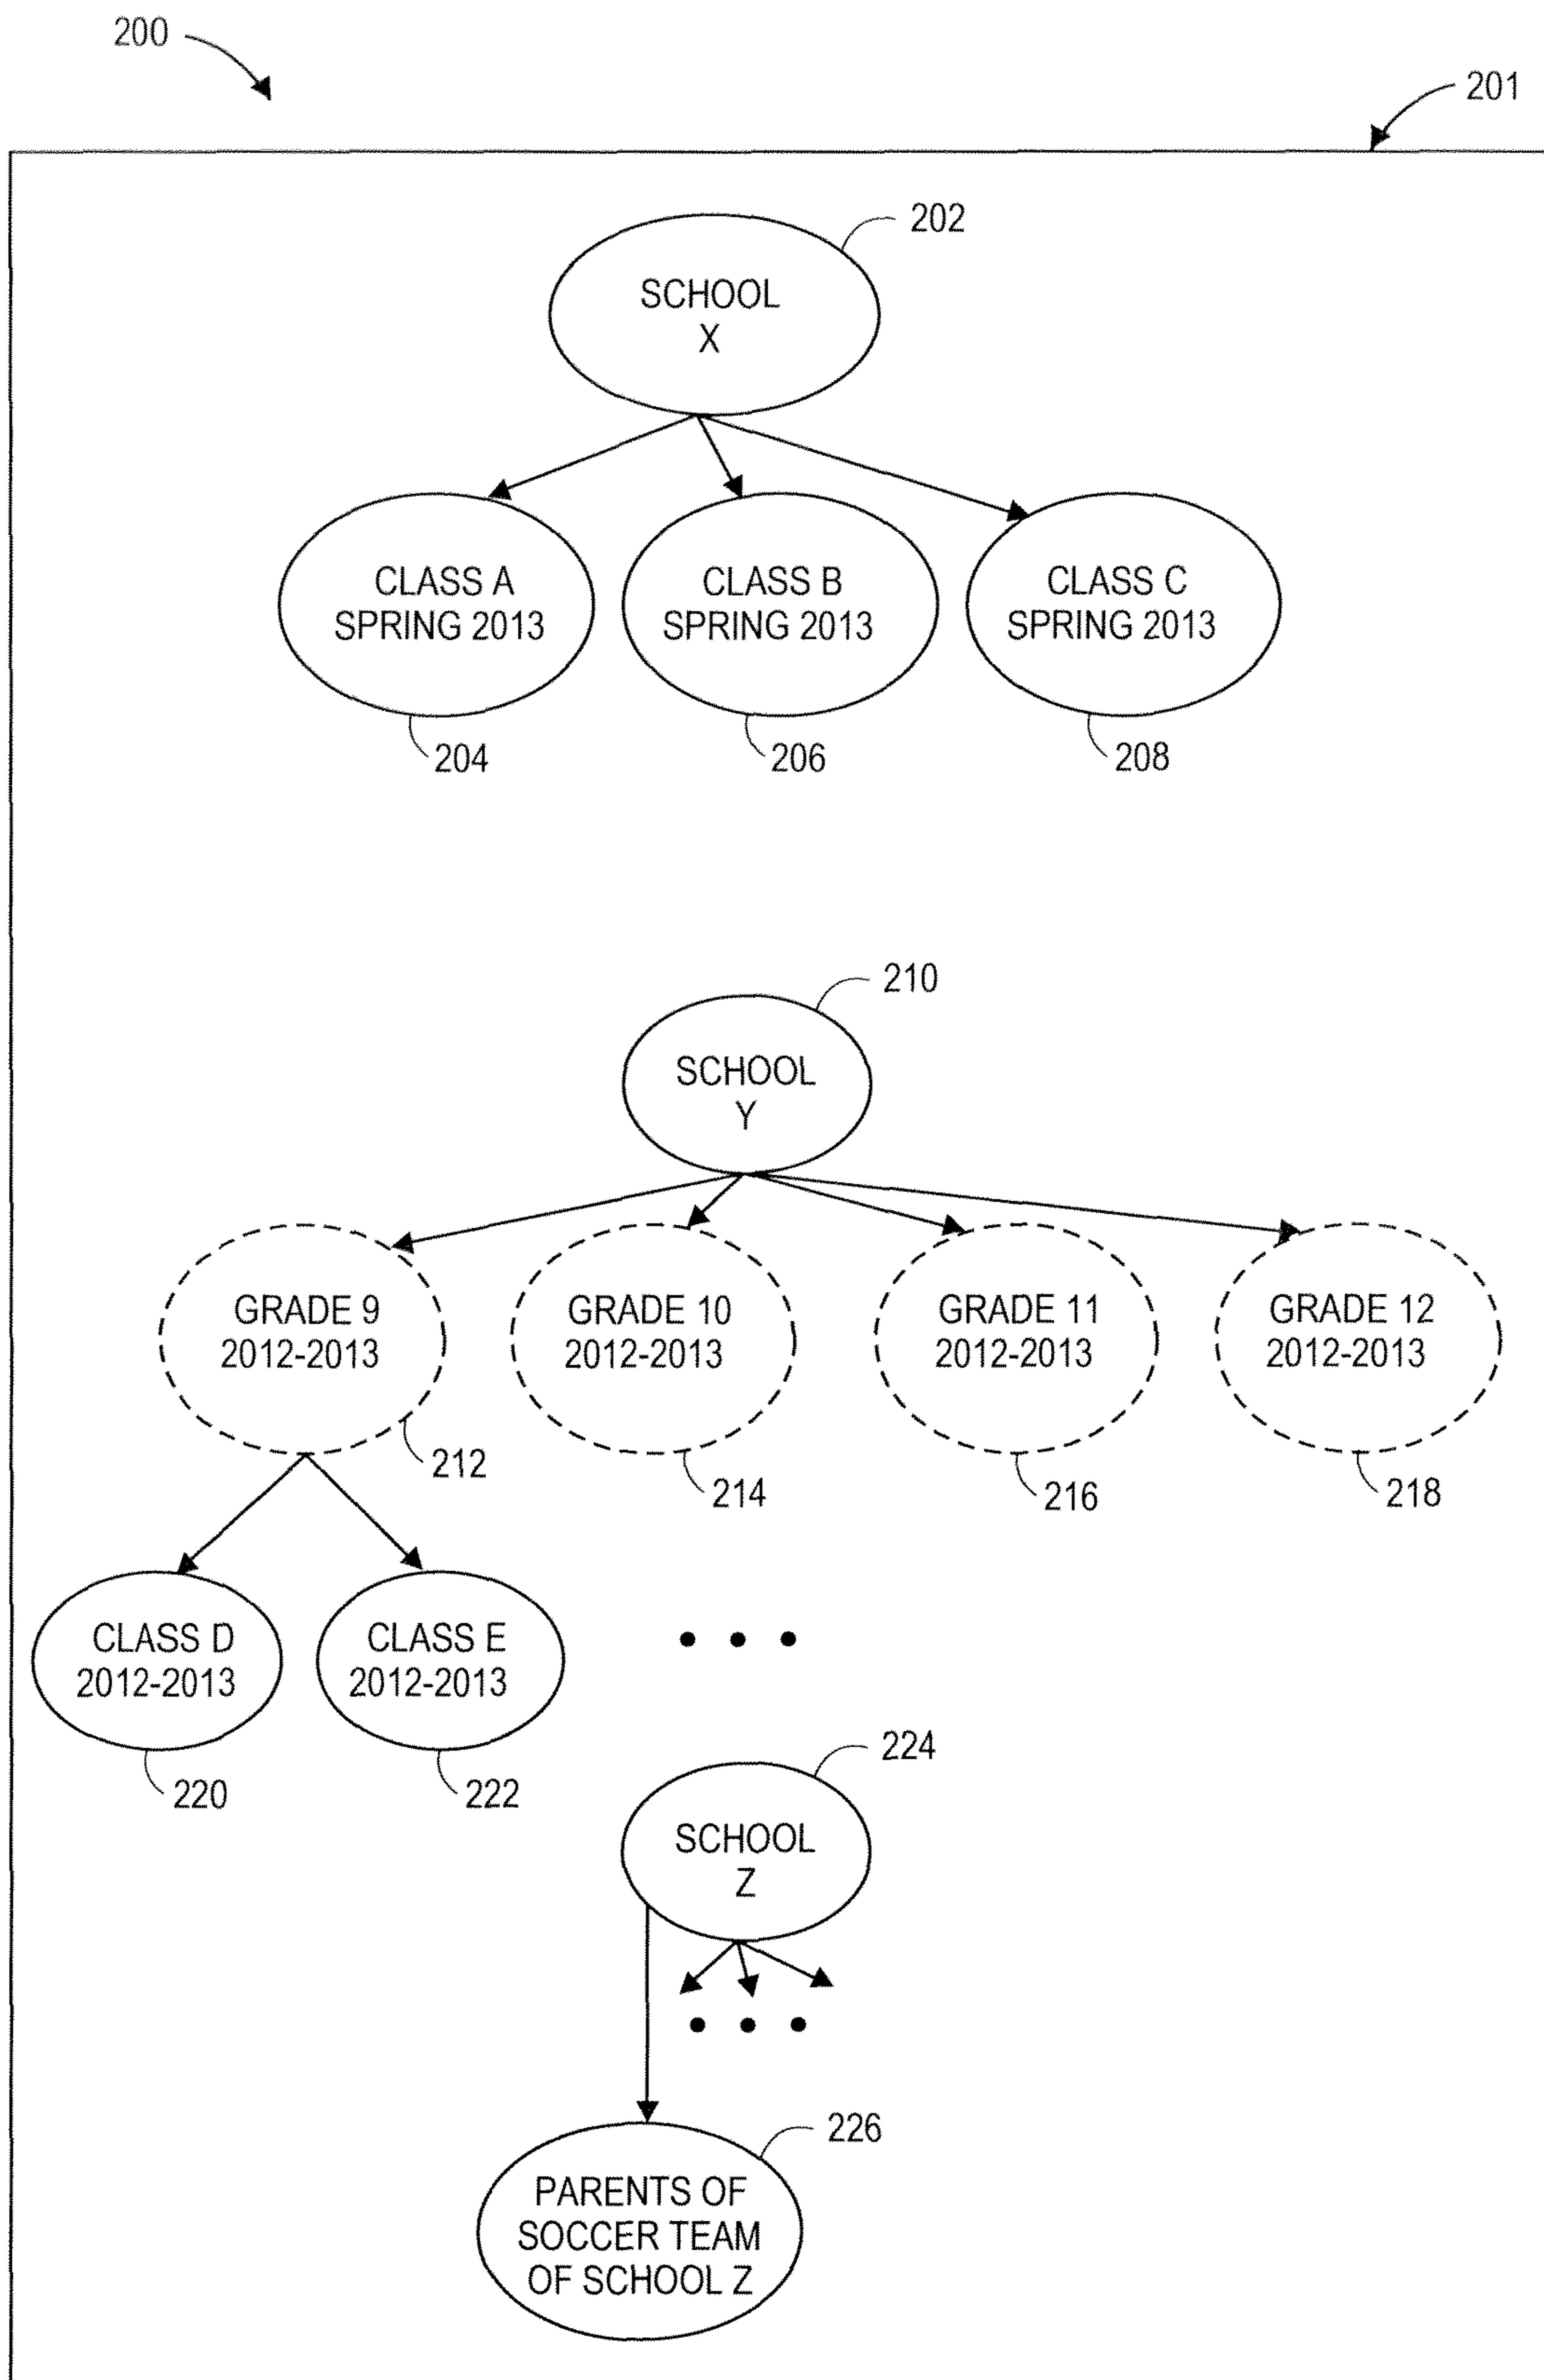 200
201
202
SCHOOL
X
CLASS A
SPRING 2013
CLASS B
SPRING 2013
CLASS C
SPRING 2013
204
206
208
210
SCHOOL
Y
GRADE 9
2012-2013
GRADE 10
2012-2013
GRADE 11
2012-2013
GRADE 12
2012-2013
212
214
216
218
CLASS D
2012-2013
CLASS E
2012-2013
220
222
224
SCHOOL
Z
226
PARENTS OF
SOCCER TEAM
OF SCHOOL Z